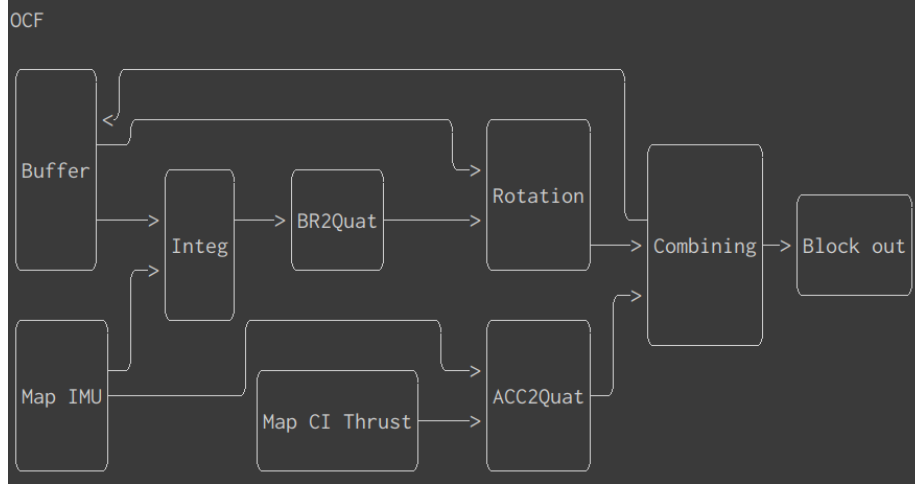 OCF
Buffer
Rotation
BR2Quat
Integ
Combining
Block out
Map IMU
ACC2Quat
Map CI Thrust